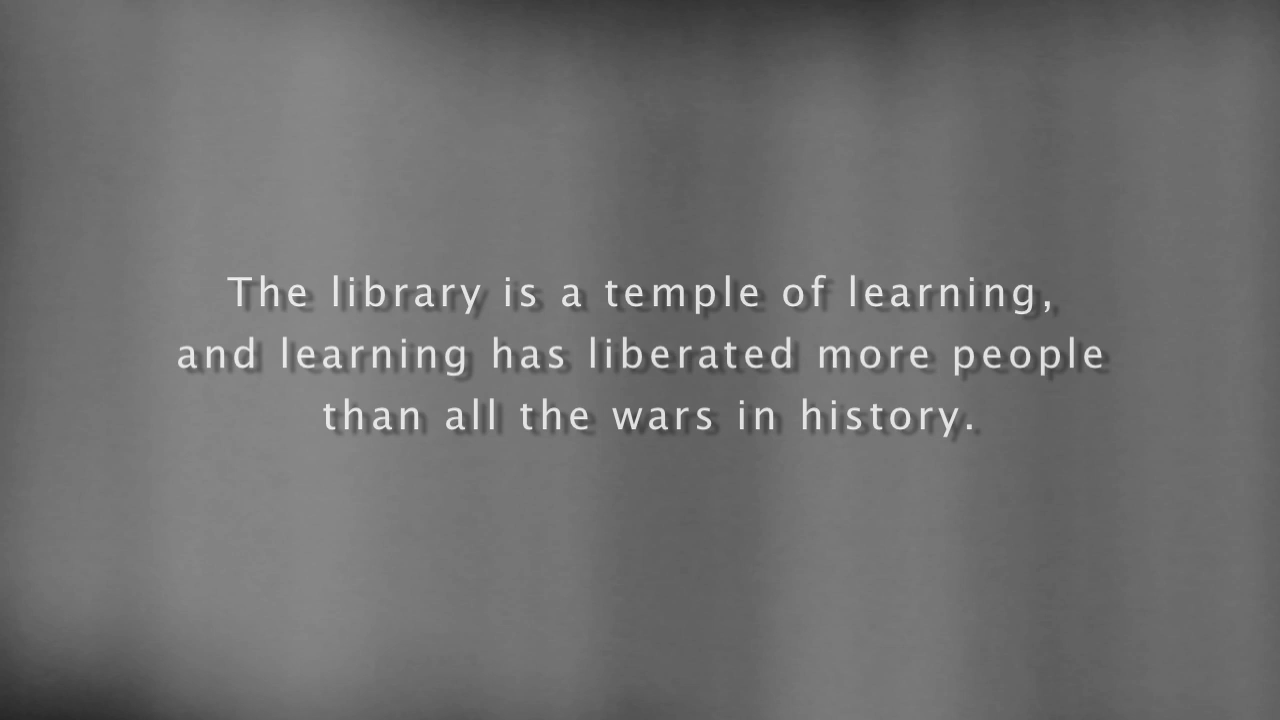 The library is a temple of learning,
and learning has liberated more people
than all the wars in history.